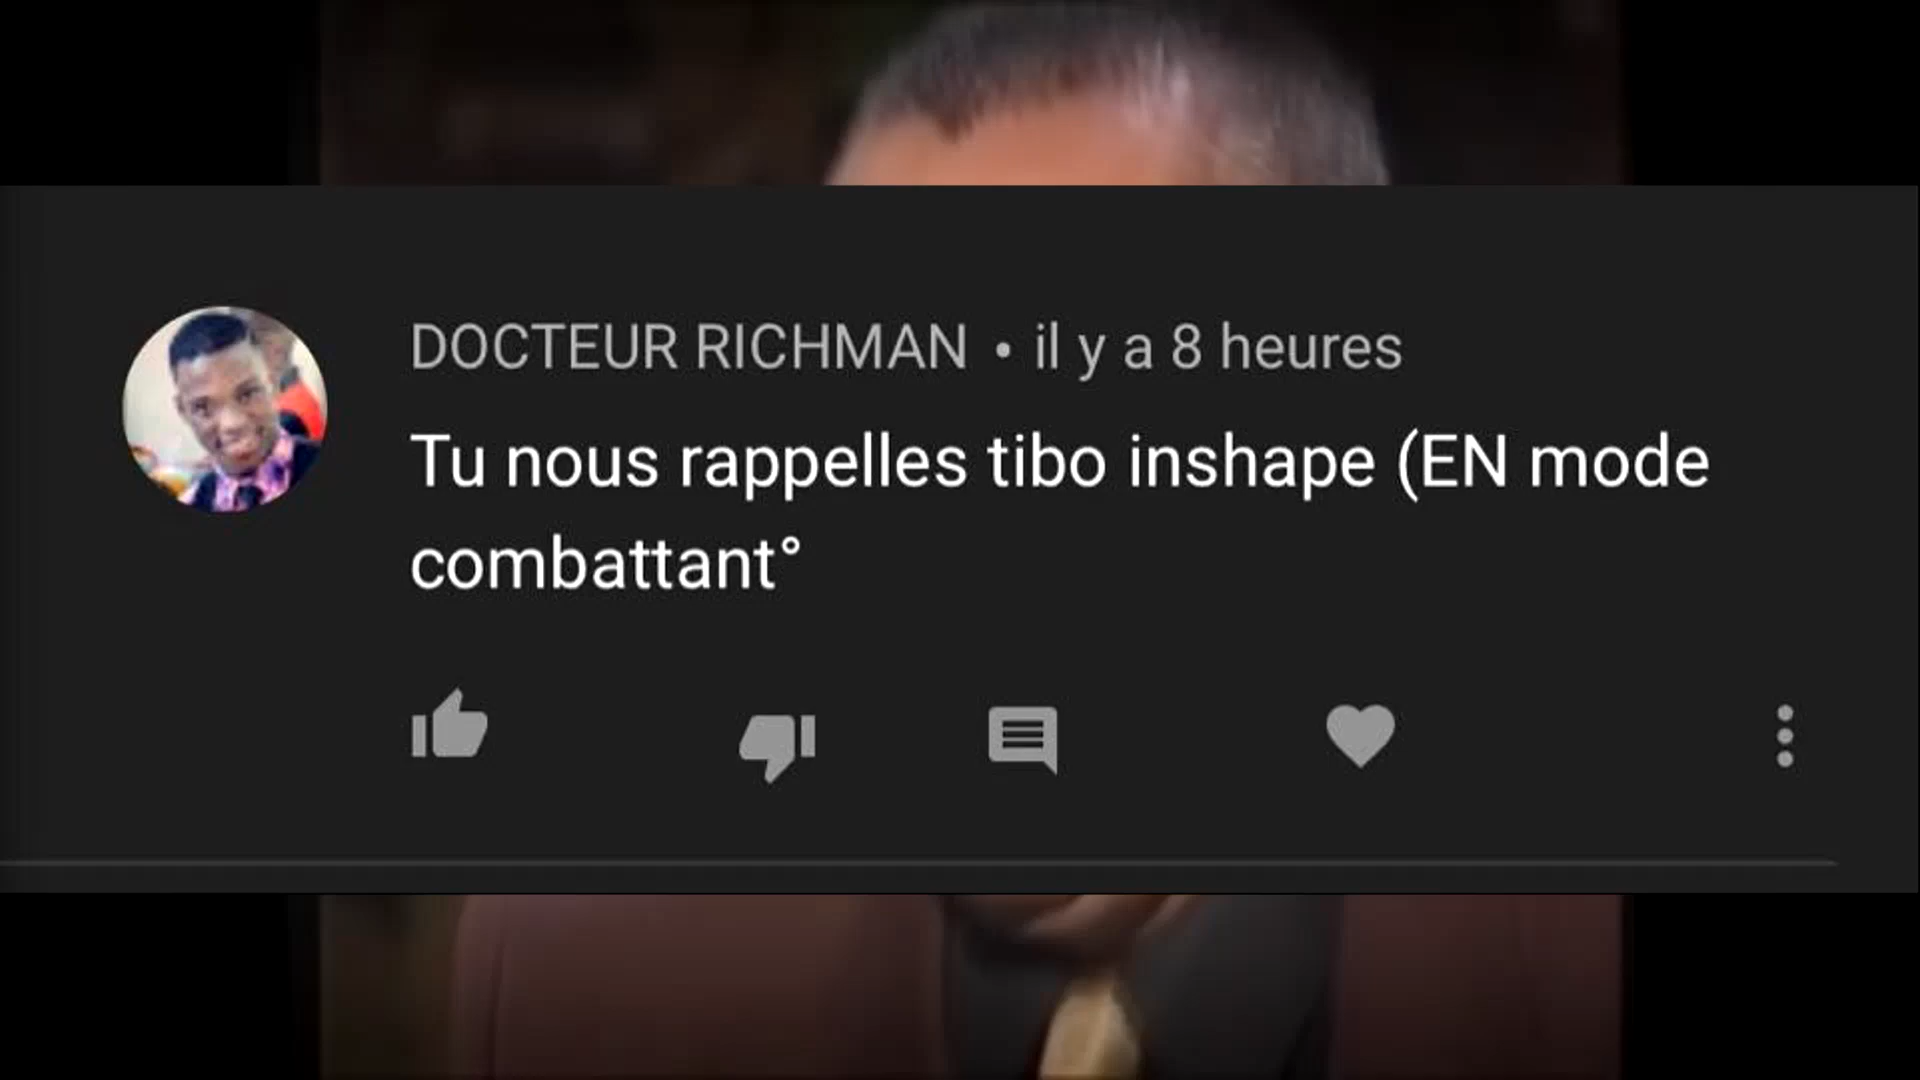 DOCTEUR RICHMAN • il y a 8 heures
Tu nous rappelles tibo inshape (EN mode
combattant°